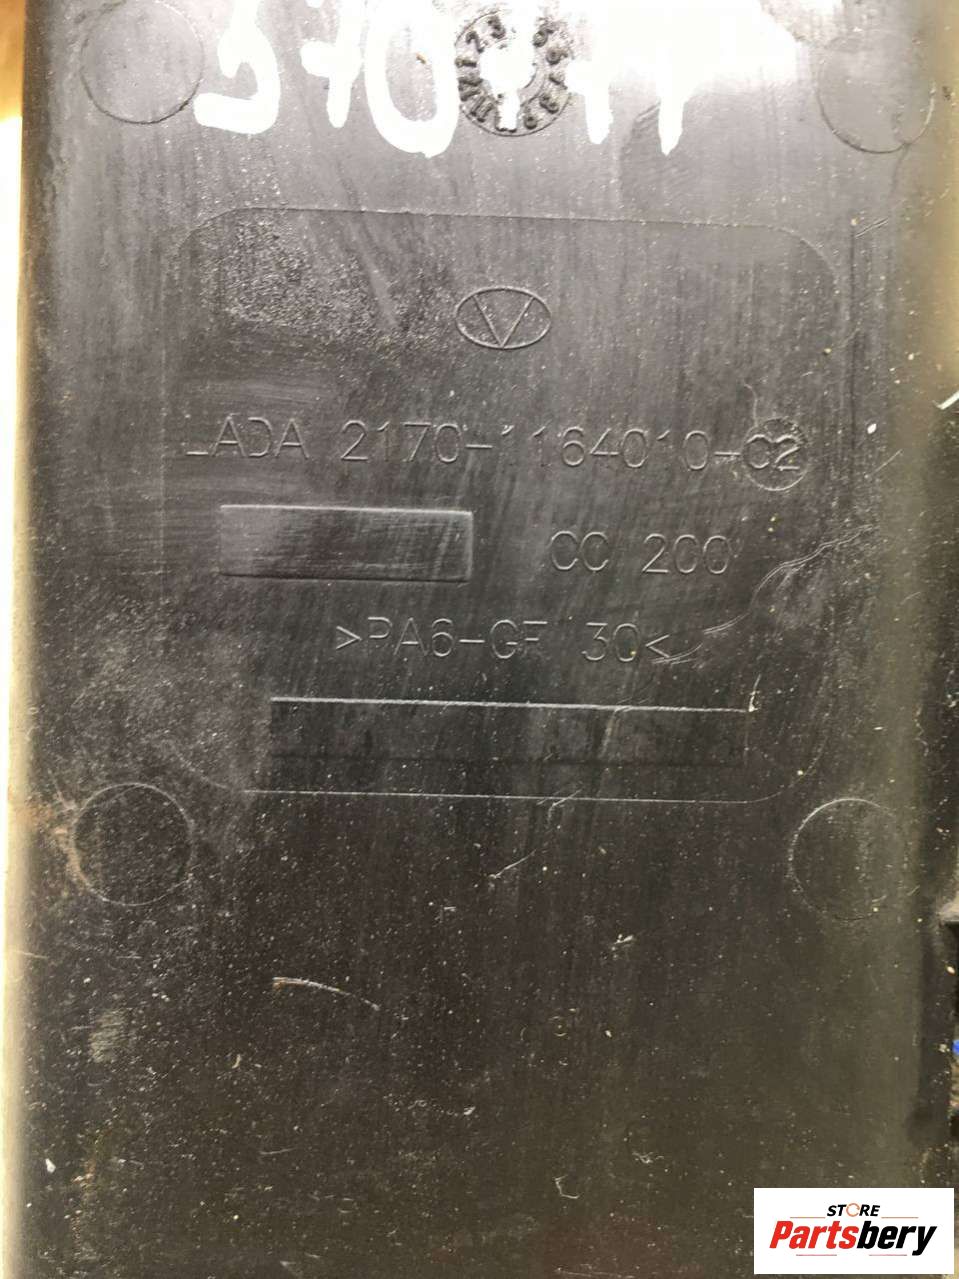 LADA 2170-1164010-02
CC 200
>PA6-GF 30<
STORE
Partsbery